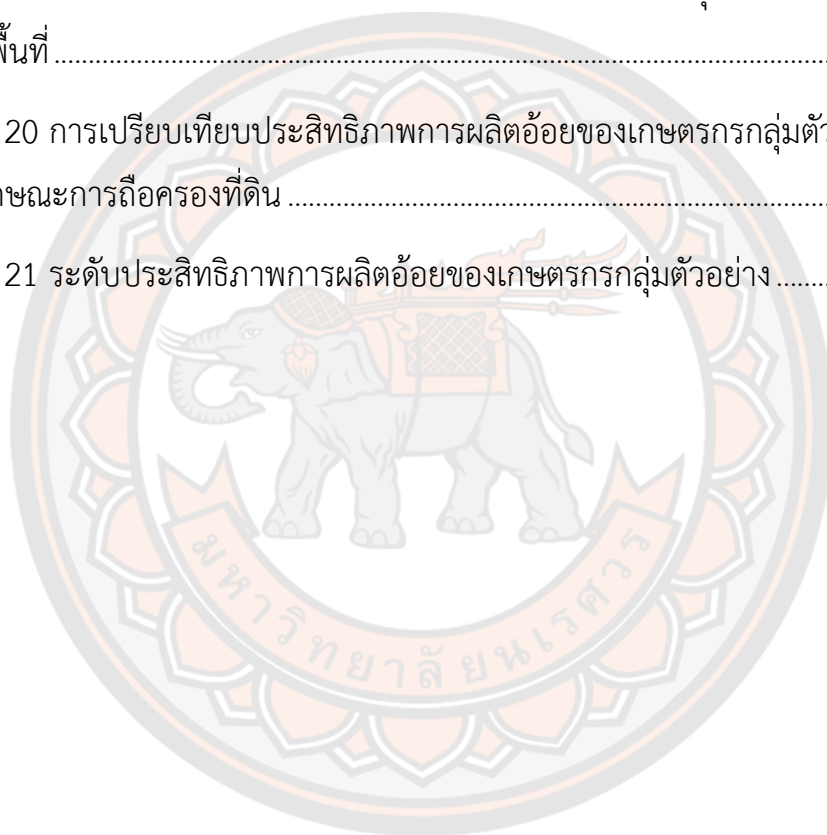 พื้นที่ ........................................................................................................
20 การเปรียบเทียบประสิทธิภาพการผลิตอ้อยของเกษตรกรกลุ่มตัว
ษณะการถือครองที่ดิน ........................................................................
21 ระดับประสิทธิภาพการผลิตอ้อยของเกษตรกรกลุ่มตัวอย่าง ........
มหาวิทยาลัยนเรศวร